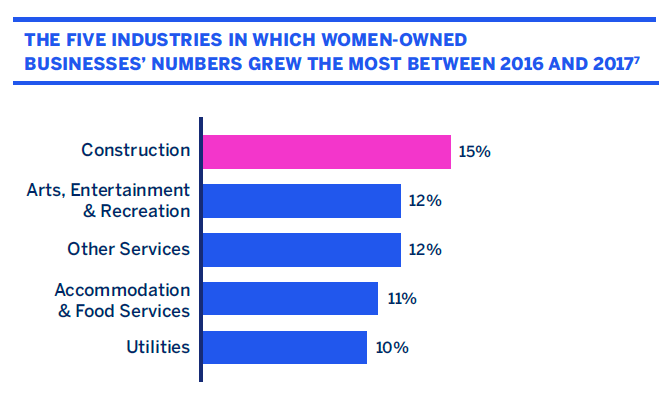 THE FIVE INDUSTRIES IN WHICH WOMEN-OWNED
BUSINESSES’ NUMBERS GREW THE MOST BETWEEN 2016 AND 2017⁷
Construction 15%
Arts, Entertainment
& Recreation 12%
Other Services 12%
Accommodation
& Food Services 11%
Utilities 10%